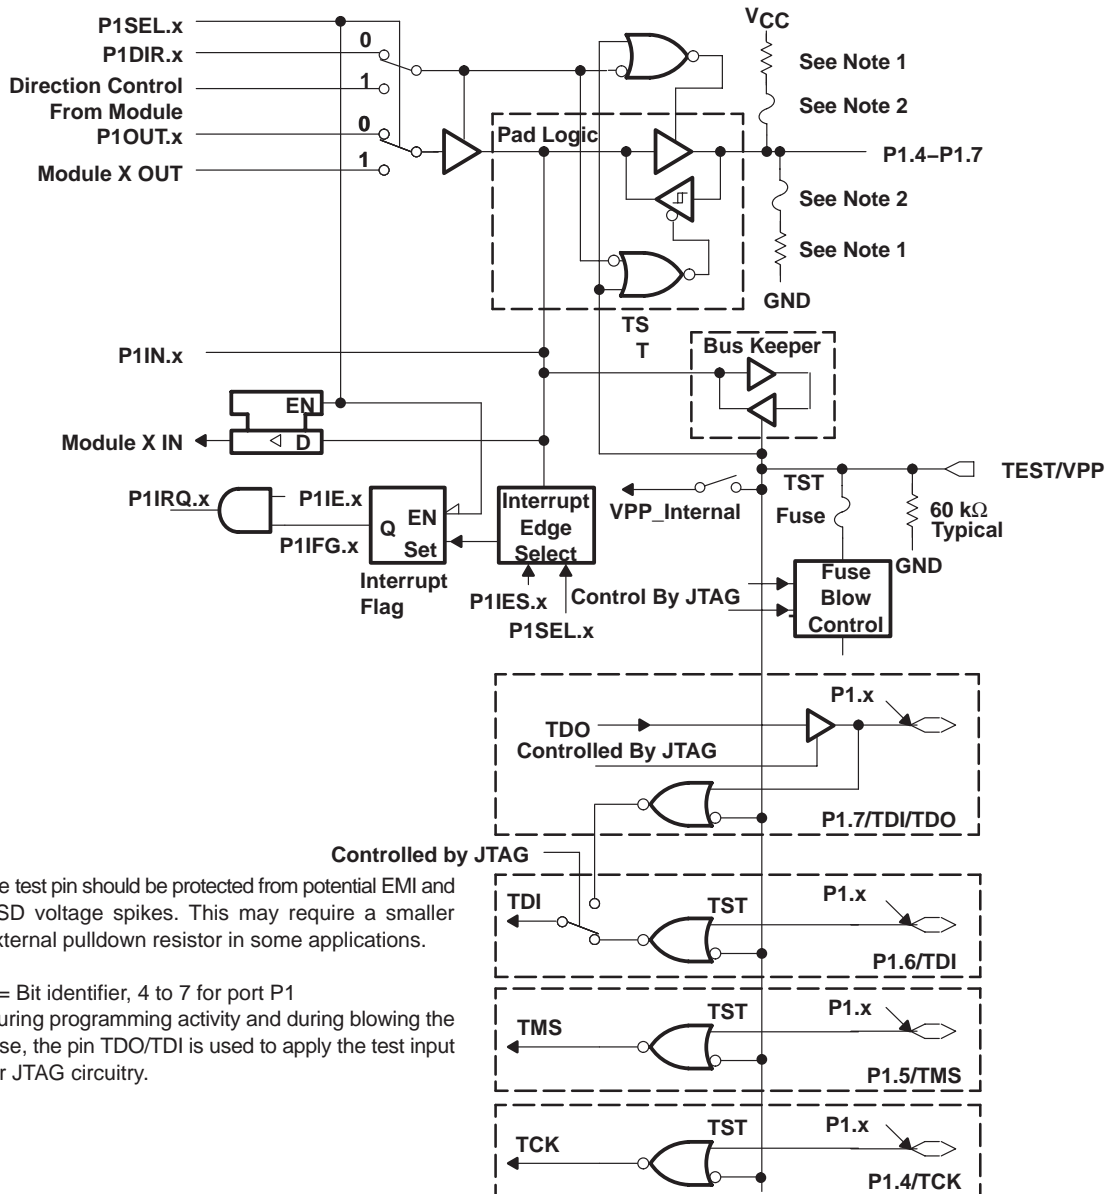 P1SEL.x
P1DIR.x
0
Direction Control
From Module
1
P1OUT.x
0
Module X OUT
1
Pad Logic
VCC
See Note 1
See Note 2
P1.4–P1.7
See Note 2
See Note 1
GND
TS
T
P1IN.x
Bus Keeper
EN
Module X IN
D
TEST/VPP
TST
VPP_Internal
Fuse
60 kΩ
Typical
GND
P1IRQ.x
P1IE.x
P1IFG.x
Q
EN
Set
Interrupt
Flag
Interrupt
Edge
Select
P1IES.x
P1SEL.x
Control By JTAG
Fuse
Blow
Control
P1.x
TDO
Controlled By JTAG
P1.7/TDI/TDO
Controlled by JTAG
TDI
TST
P1.x
P1.6/TDI
TMS
TST
P1.x
P1.5/TMS
TCK
TST
P1.x
P1.4/TCK
e test pin should be protected from potential EMI and
SD voltage spikes. This may require a smaller
xternal pulldown resistor in some applications.
= Bit identifier, 4 to 7 for port P1
uring programming activity and during blowing the
se, the pin TDO/TDI is used to apply the test input
r JTAG circuitry.